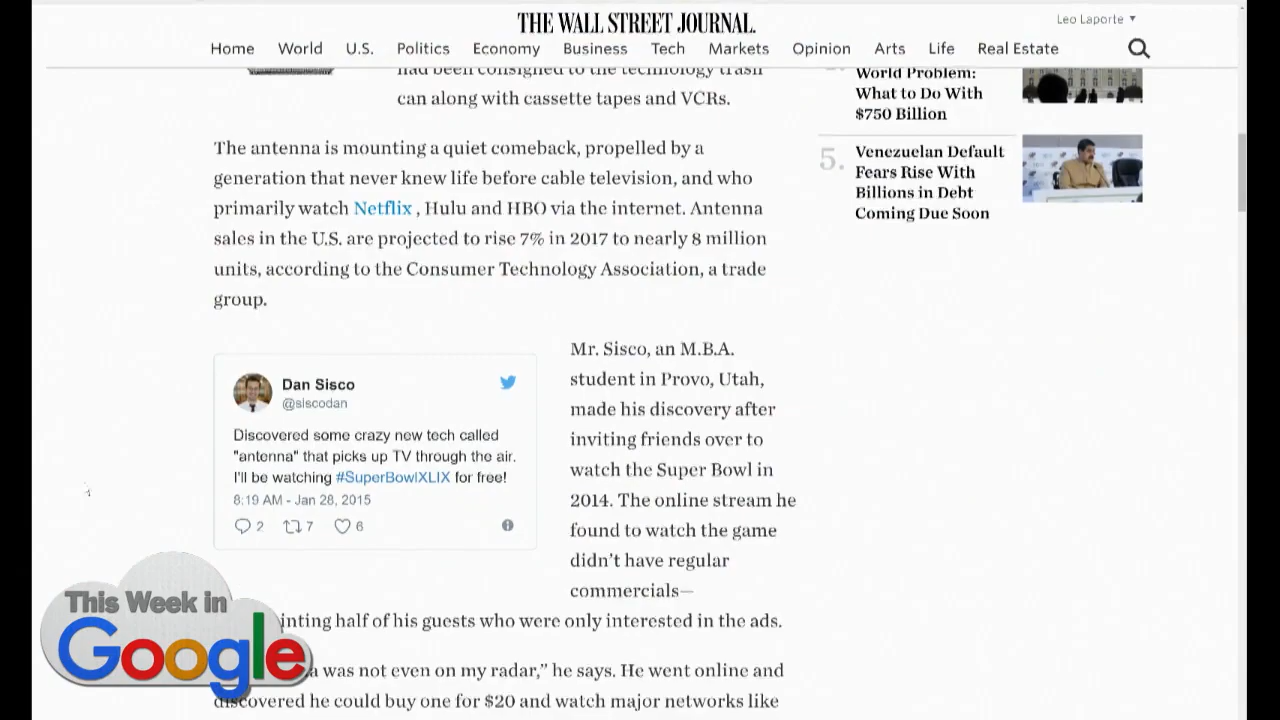 THE WALL STREET JOURNAL.
Leo Laporte ▼
Home World U.S. Politics Economy Business Tech Markets Opinion Arts Life Real Estate
had been consigned to the technology trash
can along with cassette tapes and VCRs.
The antenna is mounting a quiet comeback, propelled by a
generation that never knew life before cable television, and who
primarily watch Netflix , Hulu and HBO via the internet. Antenna
sales in the U.S. are projected to rise 7% in 2017 to nearly 8 million
units, according to the Consumer Technology Association, a trade
group.
Dan Sisco
@siscodan
Discovered some crazy new tech called
"antenna" that picks up TV through the air.
I'll be watching #SuperBowlXLIX for free!
8:19 AM - Jan 28, 2015
2 7 6
Mr. Sisco, an M.B.A.
student in Provo, Utah,
made his discovery after
inviting friends over to
watch the Super Bowl in
2014. The online stream he
found to watch the game
didn't have regular
commercials—
inting half of his guests who were only interested in the ads.
a was not even on my radar,” he says. He went online and
discovered he could buy one for $20 and watch major networks like
World Problem:
What to Do With
$750 Billion
5. Venezuelan Default
Fears Rise With
Billions in Debt
Coming Due Soon
This Week in
Google